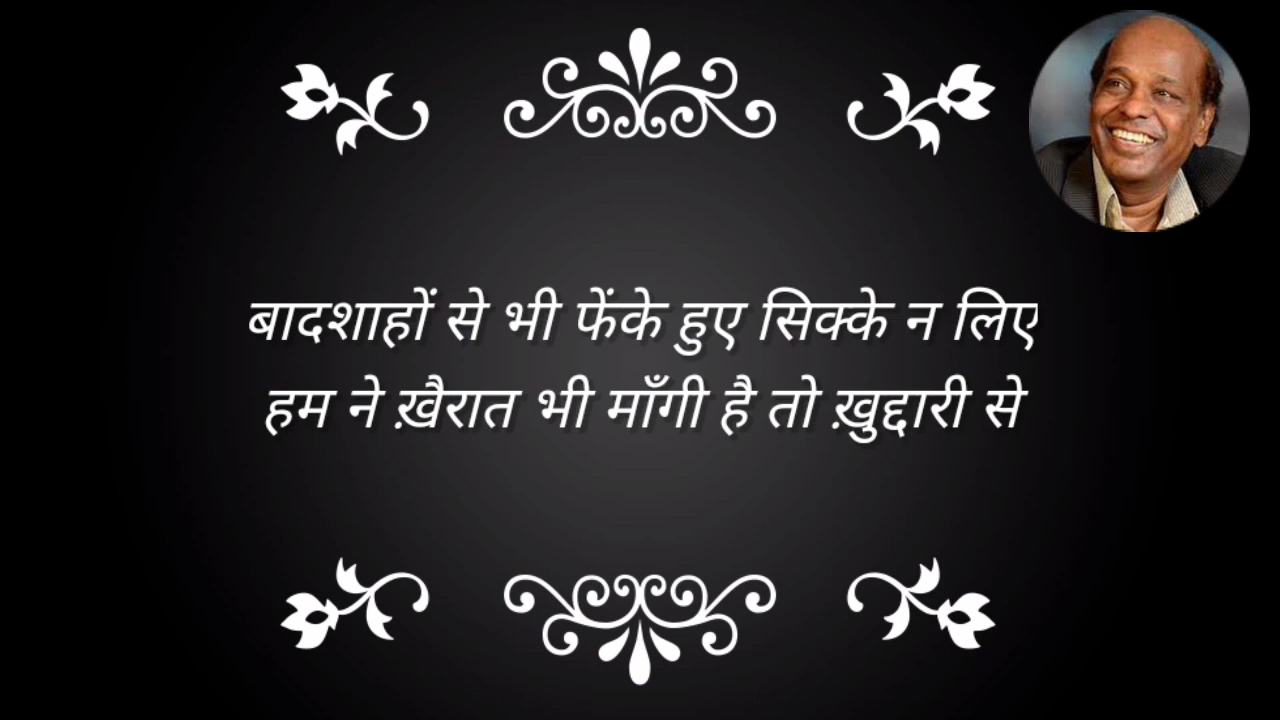 बादशाहों से भी फेंके हुए सिक्के न लिए
हम ने ख़ैरात भी माँगी है तो ख़ुद्दारी से